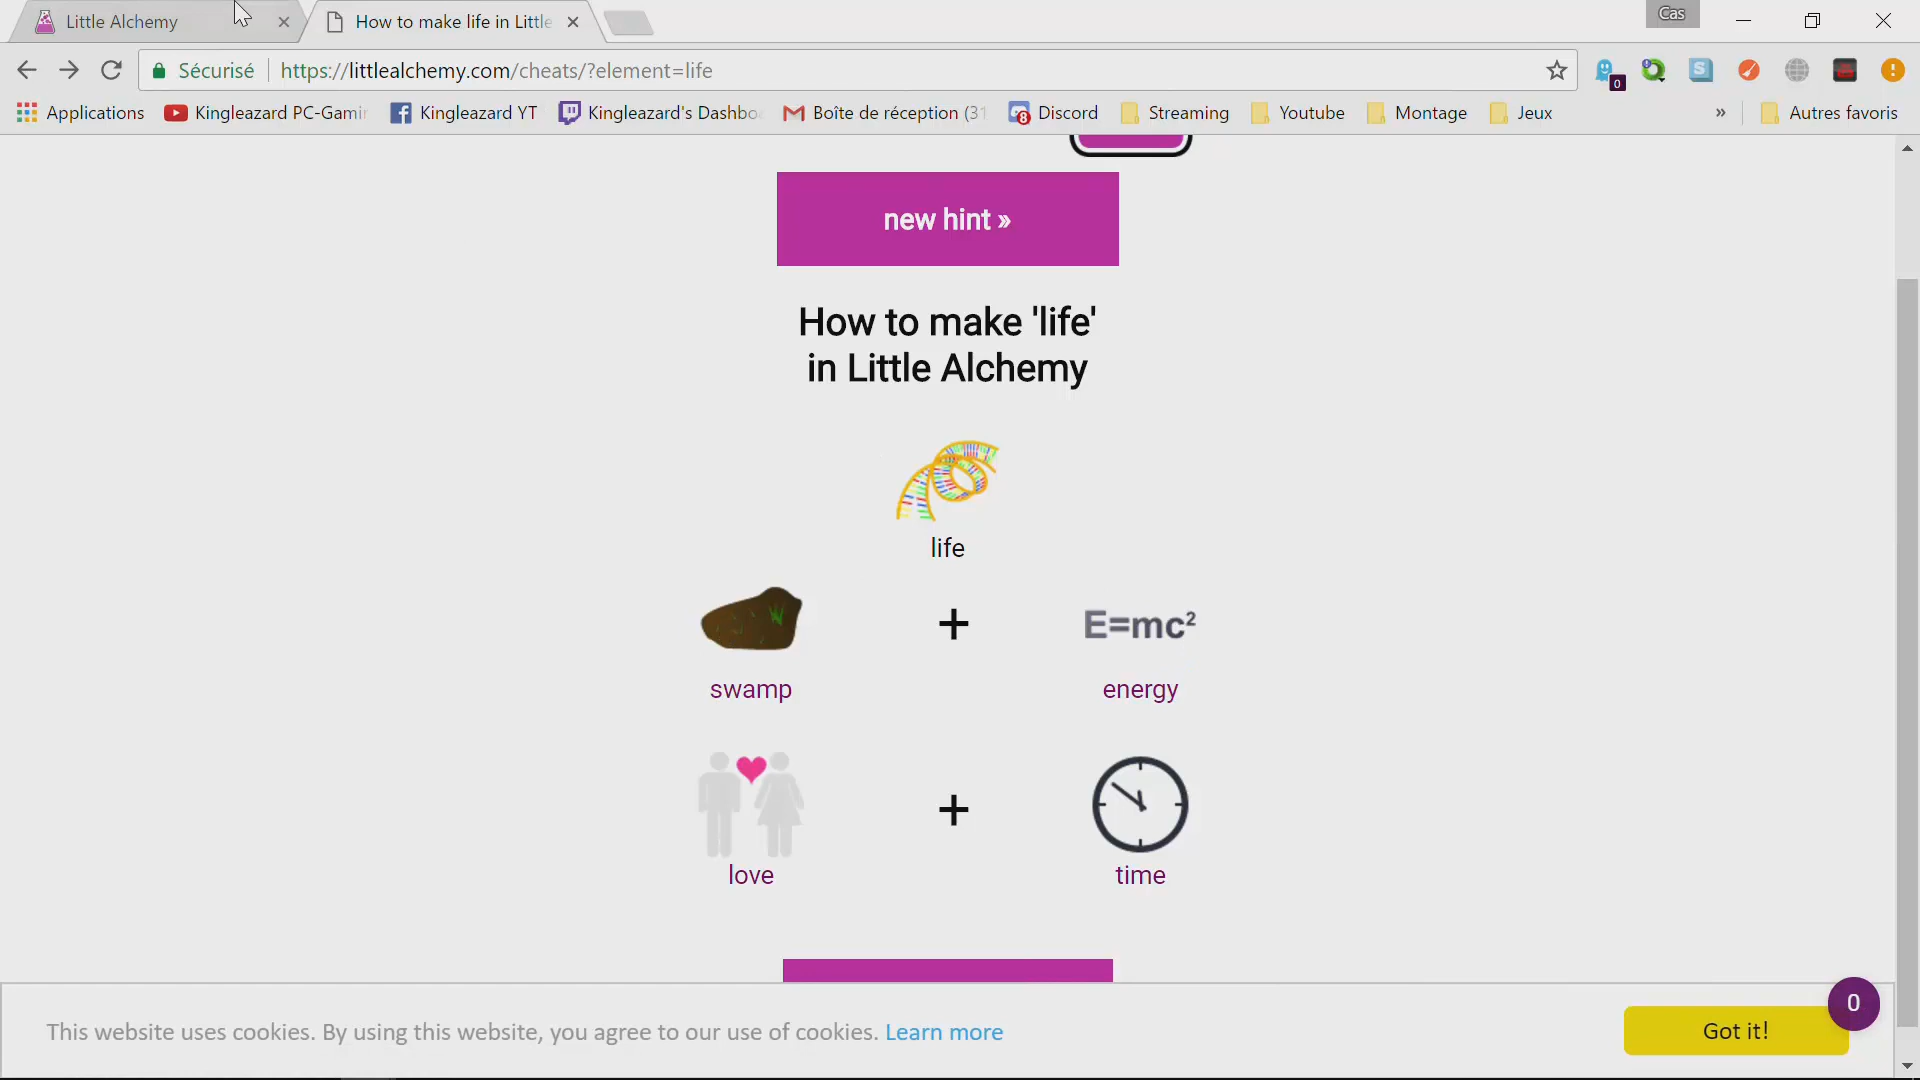 Little Alchemy
How to make life in Little
Cas
Sécurisé
https://littlealchemy.com/cheats/?element=life
0
S
Applications
Kingleazard PC-Gami
Kingleazard YT
Kingleazard's Dashbo
Boîte de réception (31
8
Discord
Streaming
Youtube
Montage
Jeux
»
Autres favoris
new hint »
How to make 'life'
in Little Alchemy
life
+
E=mc²
swamp
energy
+
love
time
0
This website uses cookies. By using this website, you agree to our use of cookies. Learn more
Got it!